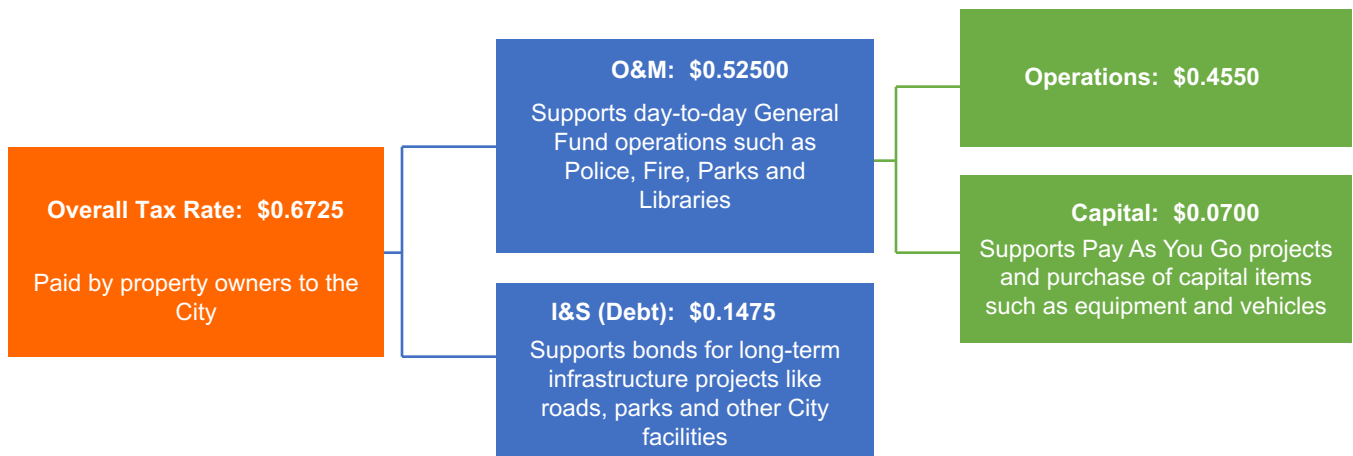 Overall Tax Rate: $0.6725
Paid by property owners to the
City
O&M: $0.52500
Supports day-to-day General
Fund operations such as
Police, Fire, Parks and
Libraries
I&S (Debt): $0.1475
Supports bonds for long-term
infrastructure projects like
roads, parks and other City
facilities
Operations: $0.4550
Capital: $0.0700
Supports Pay As You Go projects
and purchase of capital items
such as equipment and vehicles